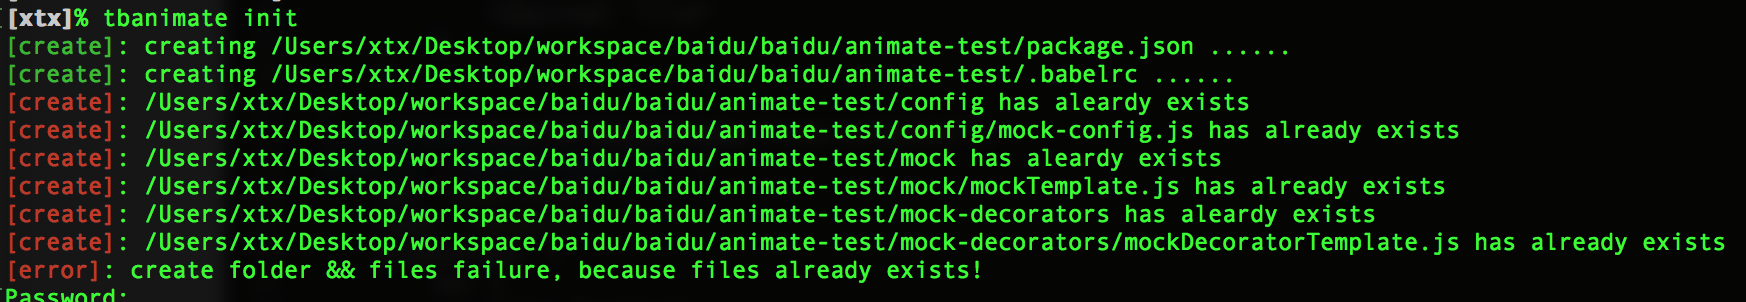 [xtx]% tbanimate init
[create]: creating /Users/xtx/Desktop/workspace/baidu/baidu/animate-test/package.json ......
[create]: creating /Users/xtx/Desktop/workspace/baidu/baidu/animate-test/.babelrc ......
[create]: /Users/xtx/Desktop/workspace/baidu/baidu/animate-test/config has aleardy exists
[create]: /Users/xtx/Desktop/workspace/baidu/baidu/animate-test/config/mock-config.js has already exists
[create]: /Users/xtx/Desktop/workspace/baidu/baidu/animate-test/mock has aleardy exists
[create]: /Users/xtx/Desktop/workspace/baidu/baidu/animate-test/mock/mockTemplate.js has already exists
[create]: /Users/xtx/Desktop/workspace/baidu/baidu/animate-test/mock-decorators has aleardy exists
[create]: /Users/xtx/Desktop/workspace/baidu/baidu/animate-test/mock-decorators/mockDecoratorTemplate.js has already exists
[error]: create folder && files failure, because files already exists!
Password: